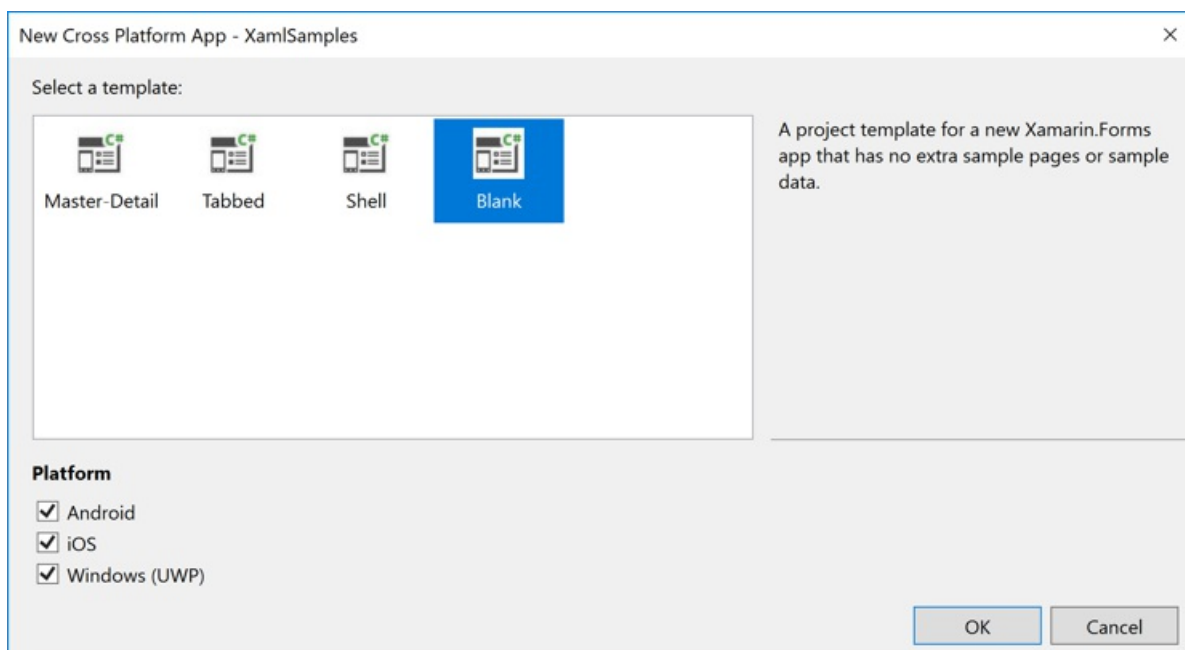 New Cross Platform App - XamlSamples
Select a template:
C# C# C# C#
Master-Detail Tabbed Shell Blank
A project template for a new Xamarin.Forms
app that has no extra sample pages or sample
data.
Platform
Android
iOS
Windows (UWP)
OK Cancel